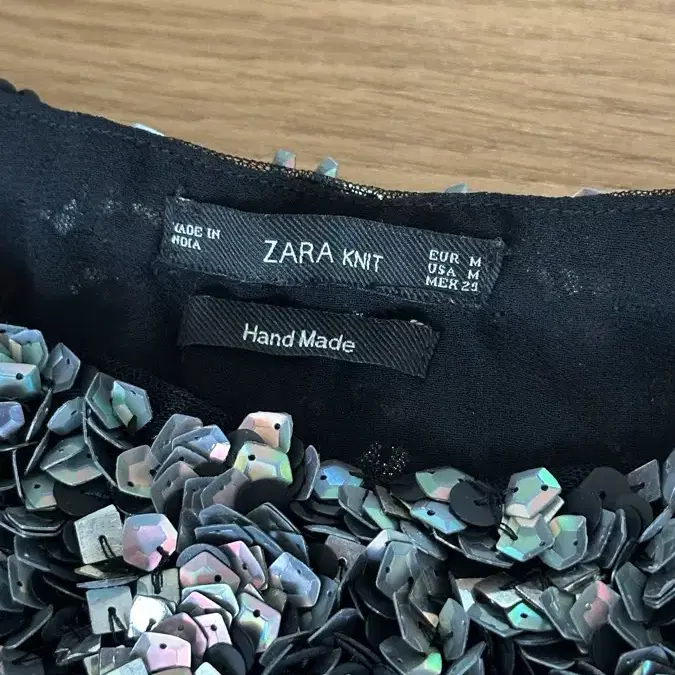 MADE IN
INDIA
ZARA KNIT
EUR M
USA M
MEX 29
Hand Made